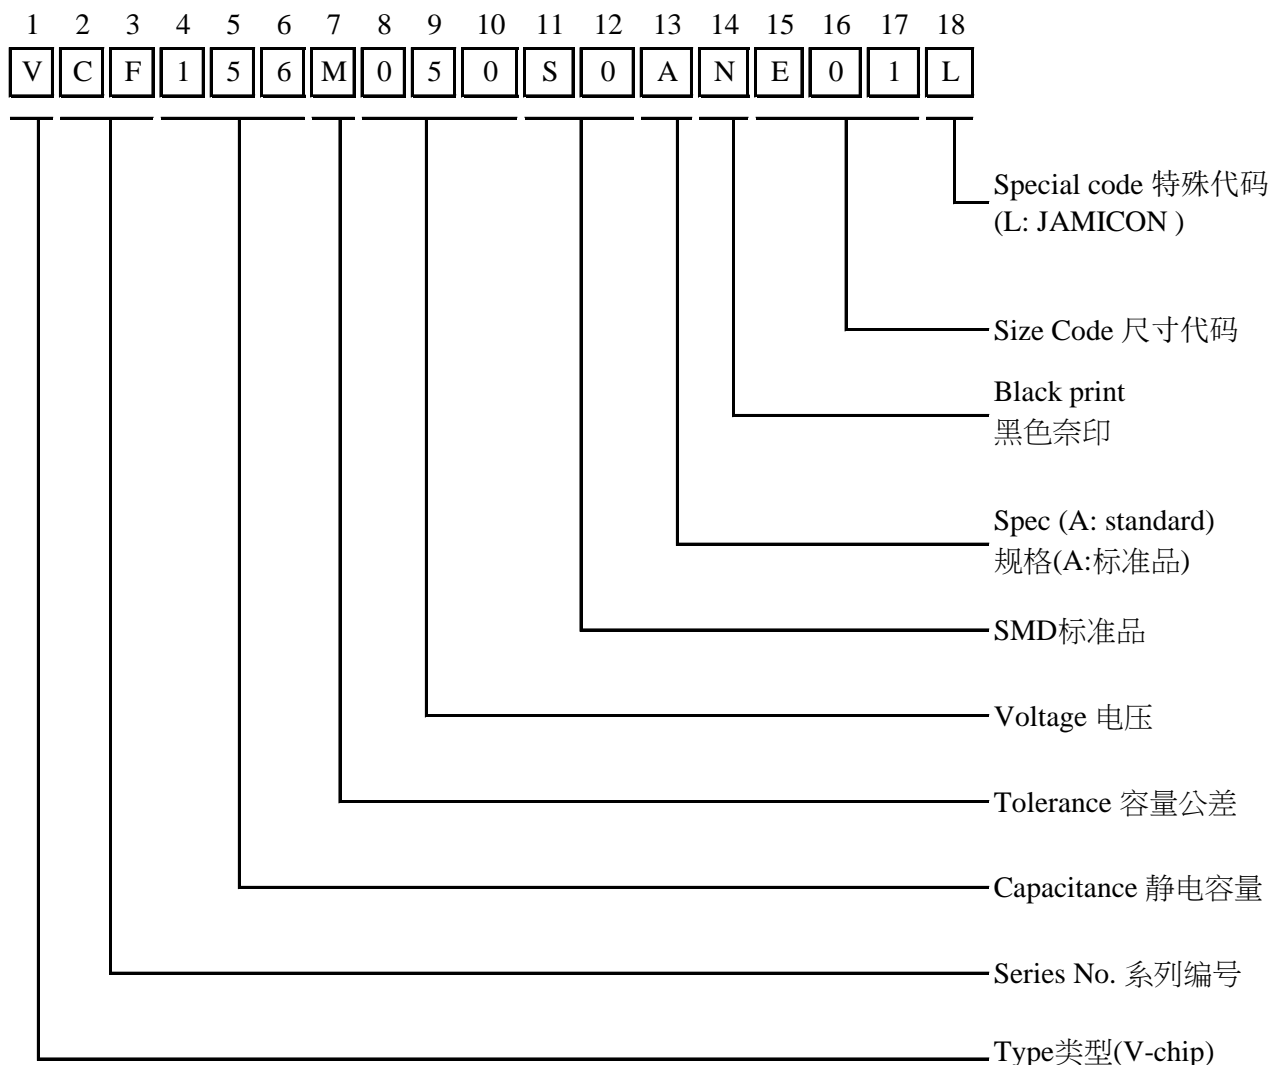 1 2 3 4 5 6 7 8 9 10 11 12 13 14 15 16 17 18
V C F 1 5 6 M 0 5 0 S 0 A N E 0 1 L
Special code 特殊代码
(L: JAMICON )
Size Code 尺寸代码
Black print
黑色奈印
Spec (A: standard)
规格(A:标准品)
SMD标准品
Voltage 电压
Tolerance 容量公差
Capacitance 静电容量
Series No. 系列编号
Type类型(V-chip)